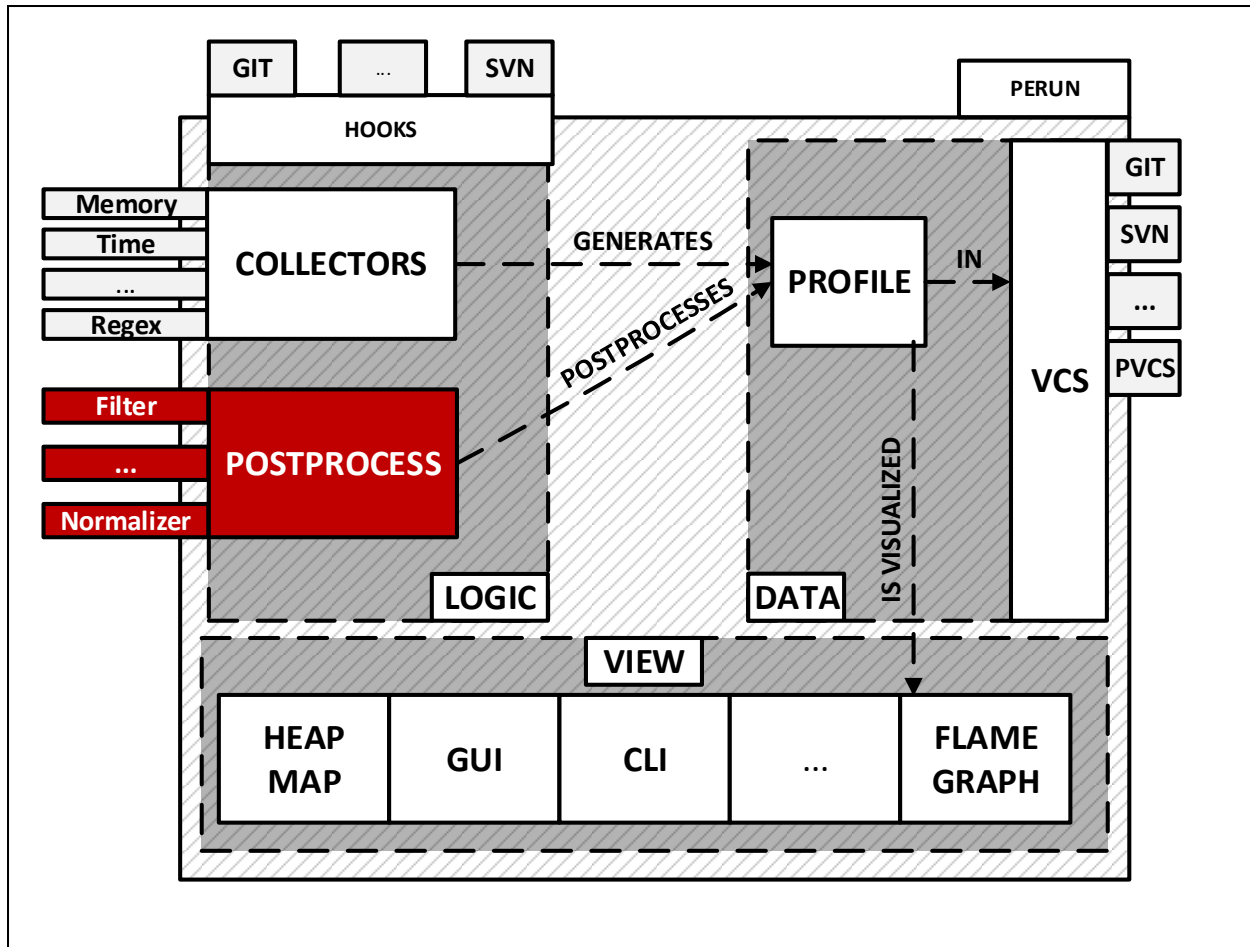 GIT
...
SVN
HOOKS
PERUN
Memory
Time
...
Regex
COLLECTORS
GENERATES
POSTPROCESSES
PROFILE
IN
VCS
GIT
SVN
...
PVCS
Filter
...
Normalizer
POSTPROCESS
IS VISUALIZED
LOGIC
DATA
VIEW
HEAP
MAP
GUI
CLI
...
FLAME
GRAPH